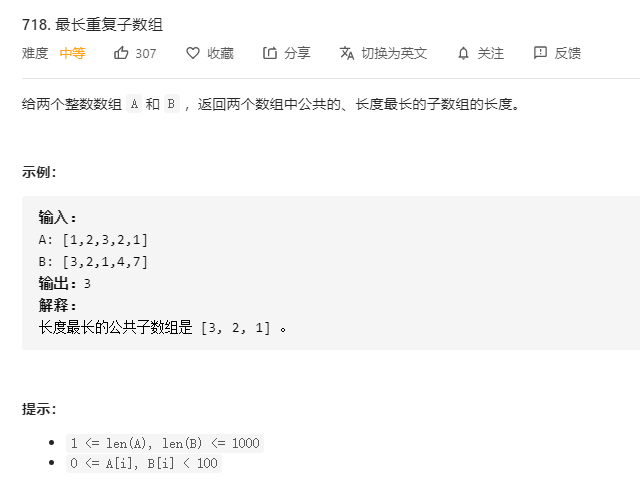 718. 最长重复子数组
难度 中等 307 收藏 分享 切换为英文 关注 反馈
给两个整数数组 A 和 B ，返回两个数组中公共的、长度最长的子数组的长度。
示例：
输入：
A: [1,2,3,2,1]
B: [3,2,1,4,7]
输出：3
解释：
长度最长的公共子数组是 [3, 2, 1] 。
提示：
1 <= len(A), len(B) <= 1000
0 <= A[i], B[i] < 100